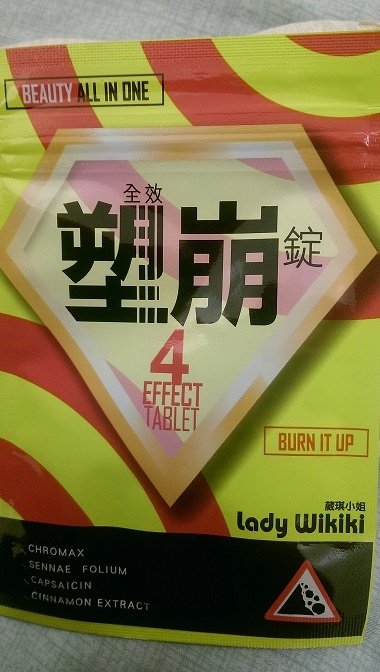 BEAUTY ALL IN ONE
全效
塑崩錠
4
EFFECT
TABLET
BURN IT UP
葳琪小姐
Lady Wikiki
CHROMAX
SENNAE FOLIUM
CAPSAICIN
CINNAMON EXTRACT